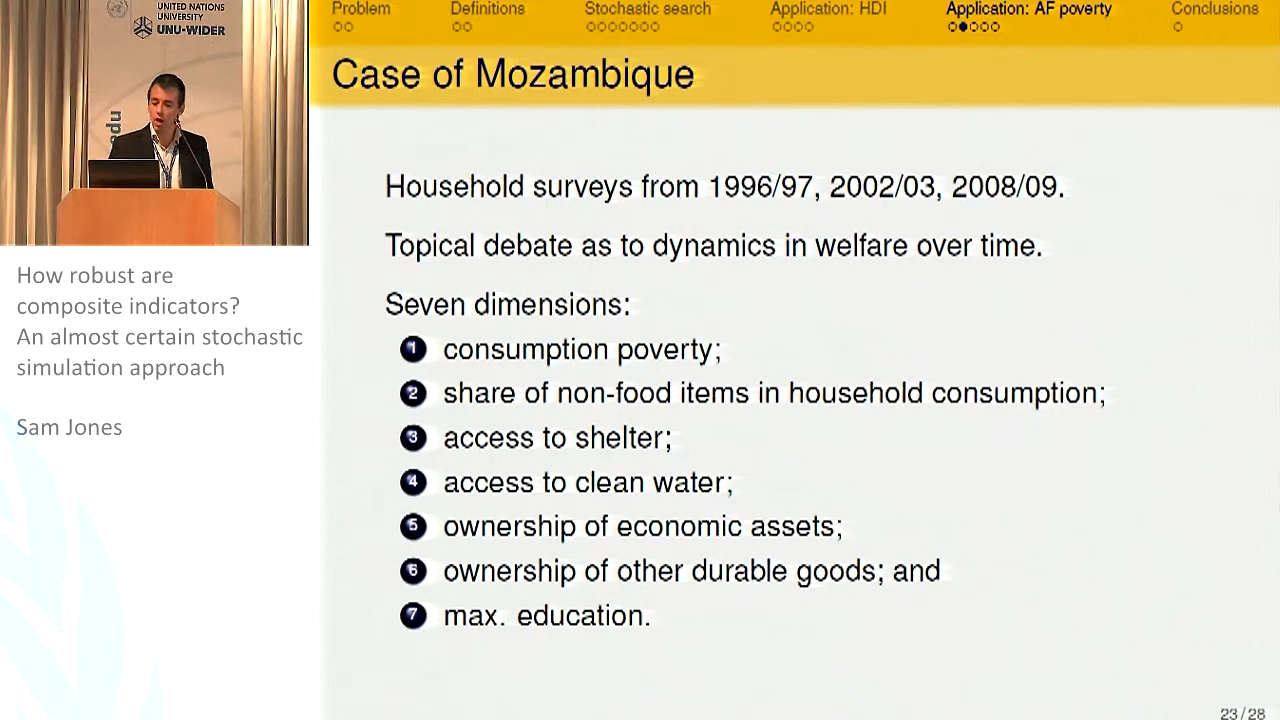 UNITED NATIONS
UNIVERSITY
UNU-WIDER
edu
How robust are
composite indicators?
An almost certain stochastic
simulation approach
Sam Jones
Problem
Definitions
Stochastic search
Application: HDI
Application: AF poverty
Conclusions
Case of Mozambique
Household surveys from 1996/97, 2002/03, 2008/09.
Topical debate as to dynamics in welfare over time.
Seven dimensions:
1 consumption poverty;
2 share of non-food items in household consumption;
3 access to shelter;
4 access to clean water;
5 ownership of economic assets;
6 ownership of other durable goods; and
7 max. education.
23/28